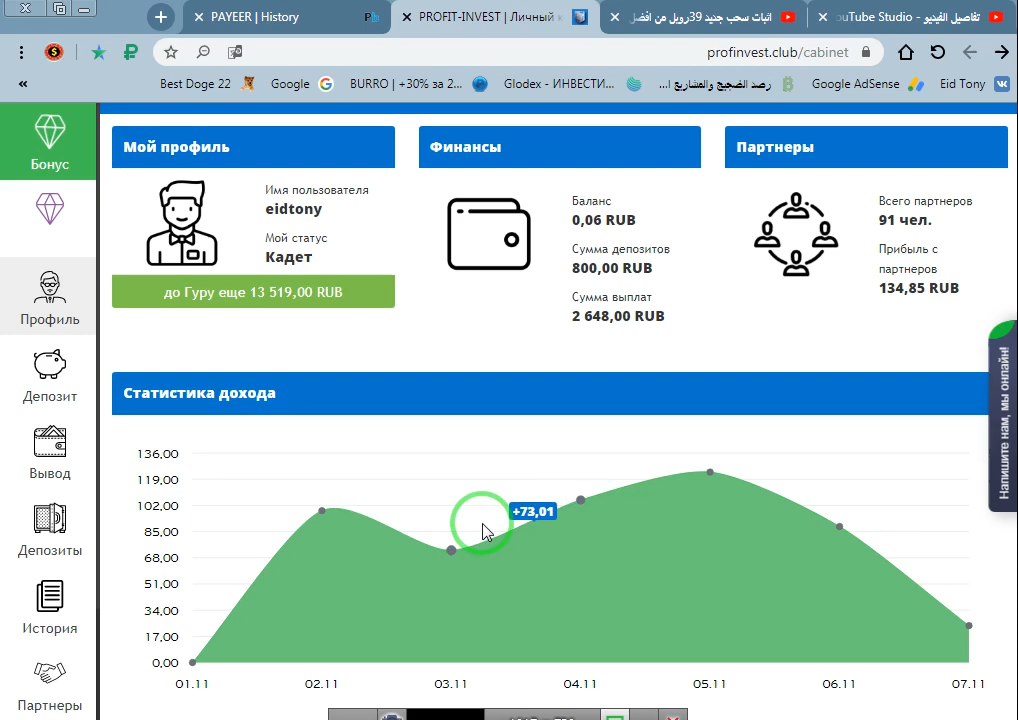 PAYEER | History
PROFIT-INVEST | Личный к
اثبات سحب جديد 39روبل من افضل
تفاصيل الفيديو - YouTube Studio
profinvest.club/cabinet
Best Doge 22
Google
BURRO | +30% за 2...
Glodex - ИНВЕСТИ...
رصد الضجيج والمشاريع ا...
Google AdSense
Eid Tony
Бонус
Профиль
Депозит
Вывод
Депозиты
История
Партнеры
Мой профиль
Имя пользователя
eidtony
Мой статус
Кадет
до Гуру еще 13 519,00 RUB
Финансы
Баланс
0,06 RUB
Сумма депозитов
800,00 RUB
Сумма выплат
2 648,00 RUB
Партнеры
Всего партнеров
91 чел.
Прибыль с
партнеров
134,85 RUB
Напишите нам, мы онлайн!
Статистика дохода
136,00
119,00
102,00
85,00
68,00
51,00
34,00
17,00
0,00
+73,01
01.11
02.11
03.11
04.11
05.11
06.11
07.11